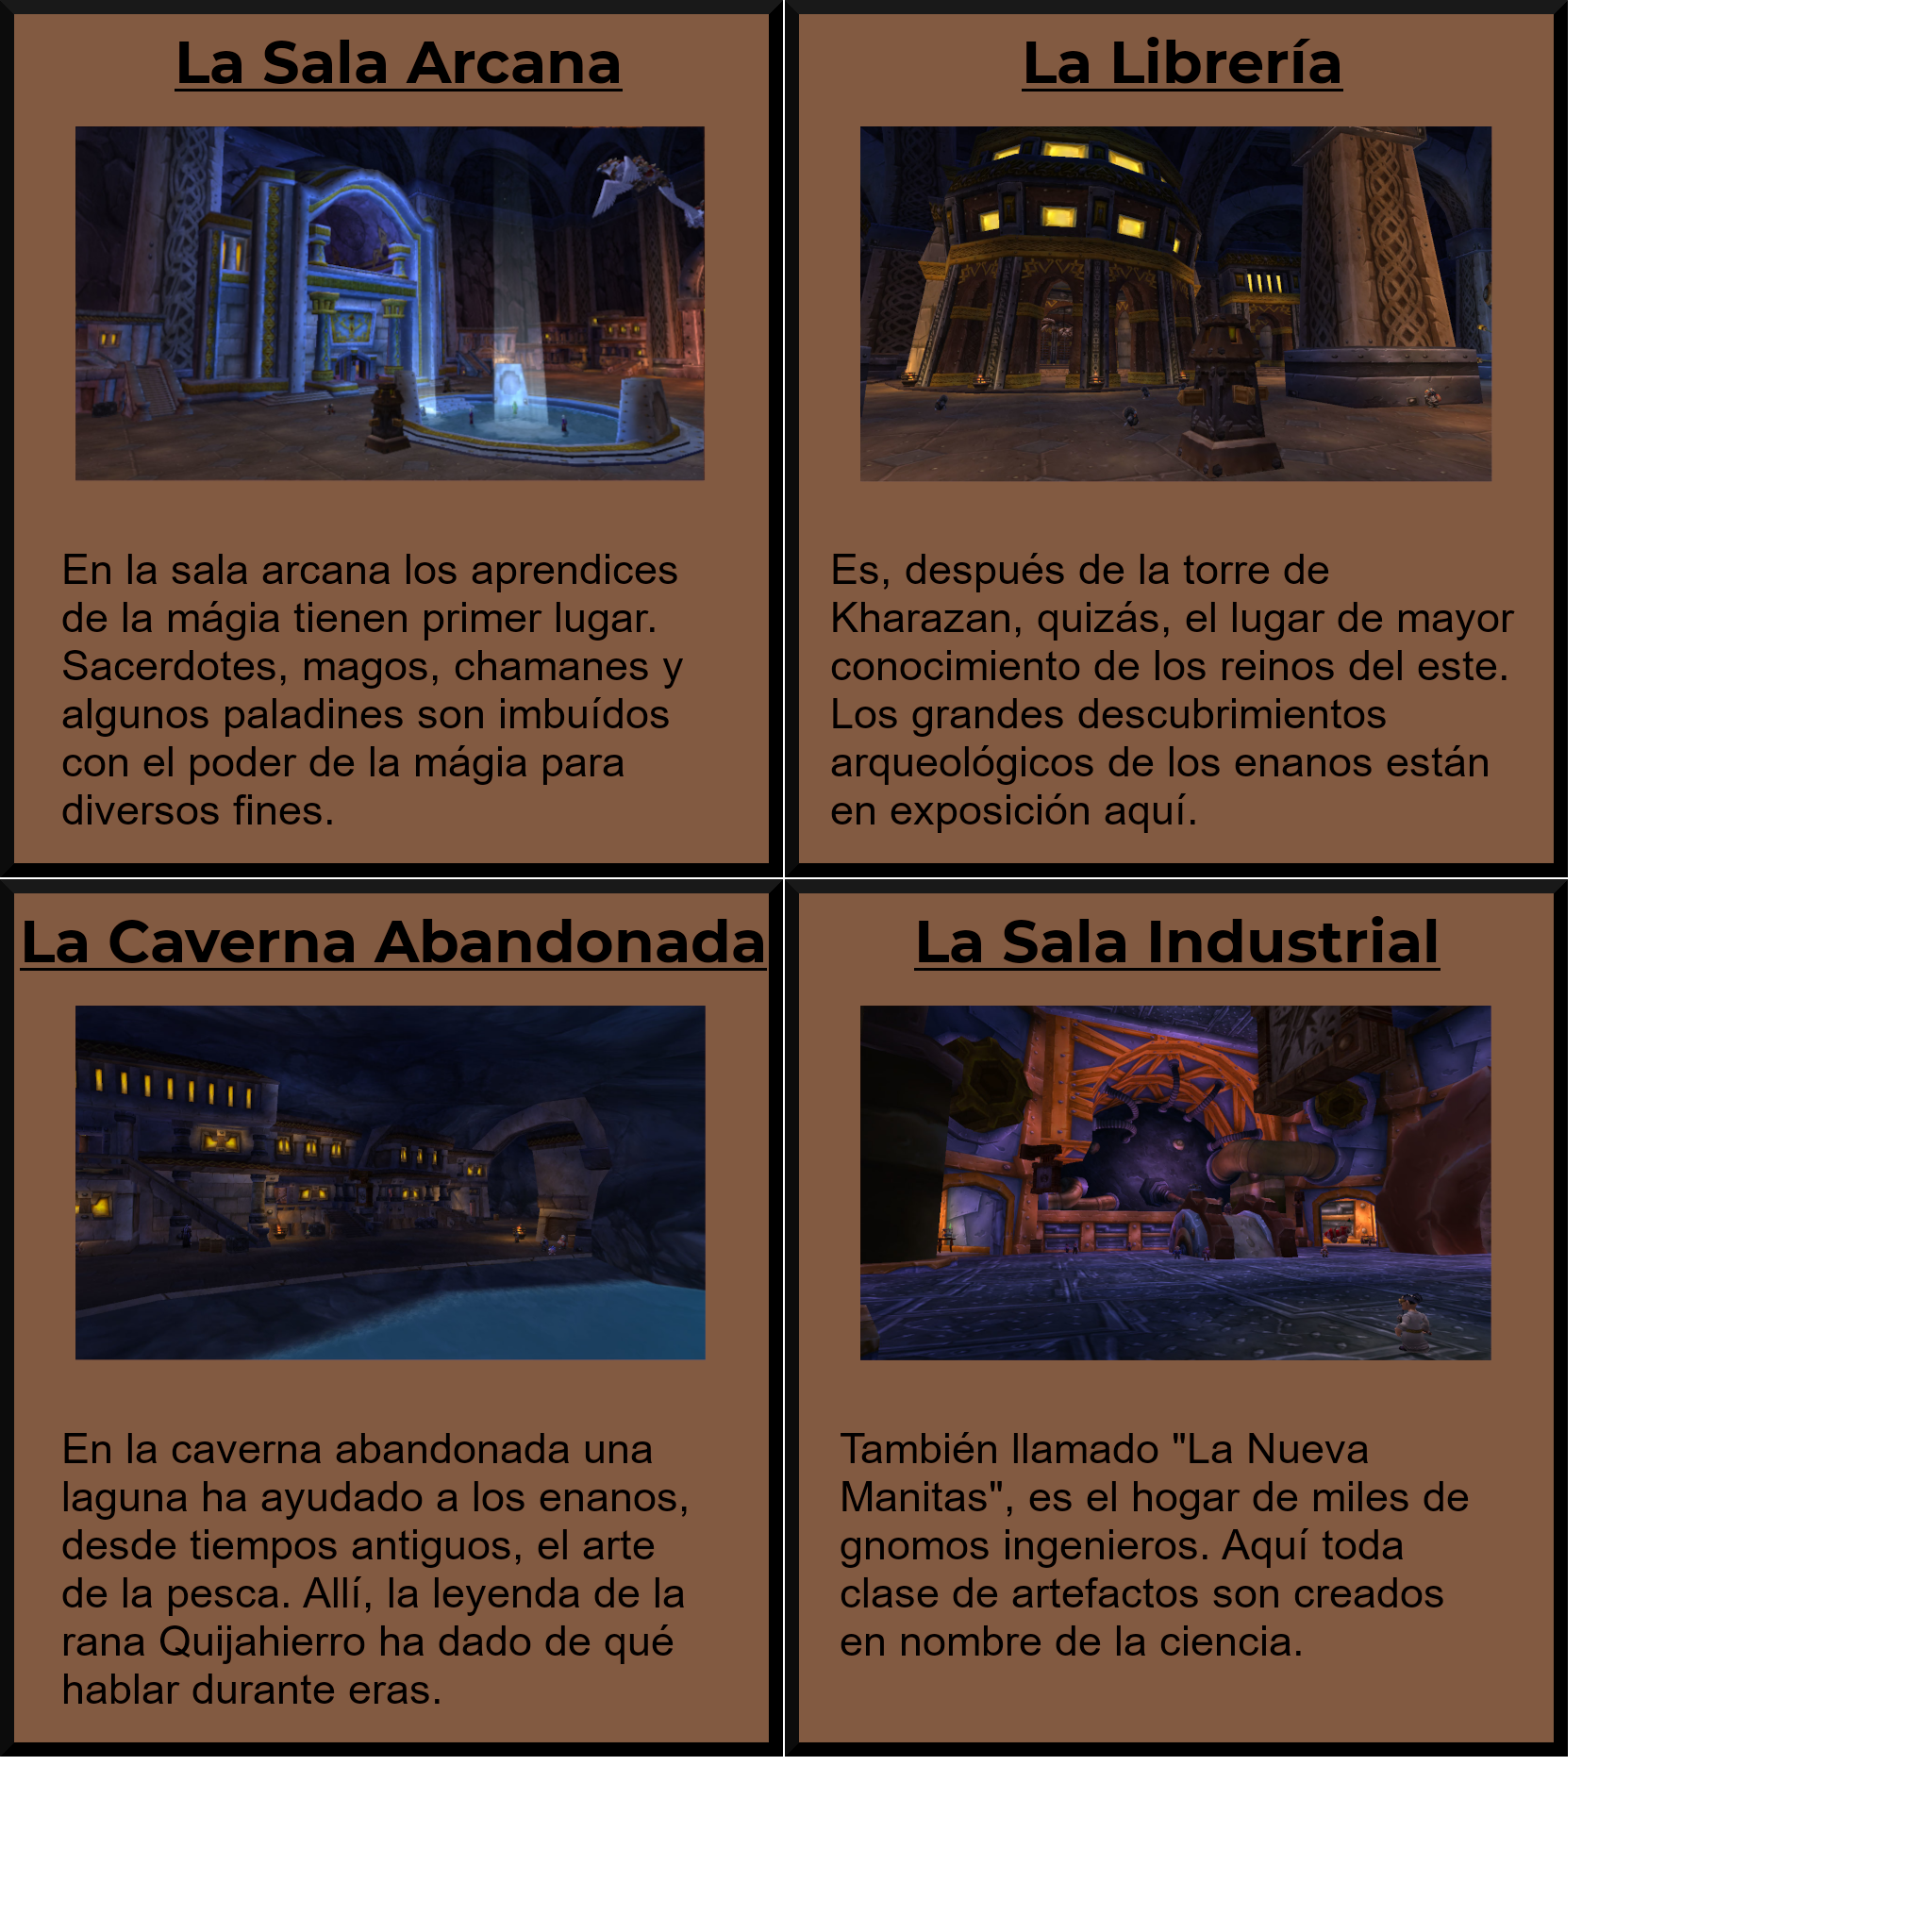 La Sala Arcana
En la sala arcana los aprendices
de la mágia tienen primer lugar.
Sacerdotes, magos, chamanes y
algunos paladines son imbuídos
con el poder de la mágia para
diversos fines.
La Librería
Es, después de la torre de
Kharazan, quizás, el lugar de mayor
conocimiento de los reinos del este.
Los grandes descubrimientos
arqueológicos de los enanos están
en exposición aquí.
La Caverna Abandonada
En la caverna abandonada una
laguna ha ayudado a los enanos,
desde tiempos antiguos, el arte
de la pesca. Allí, la leyenda de la
rana Quijahierro ha dado de qué
hablar durante eras.
La Sala Industrial
También llamado "La Nueva
Manitas", es el hogar de miles de
gnomos ingenieros. Aquí toda
clase de artefactos son creados
en nombre de la ciencia.